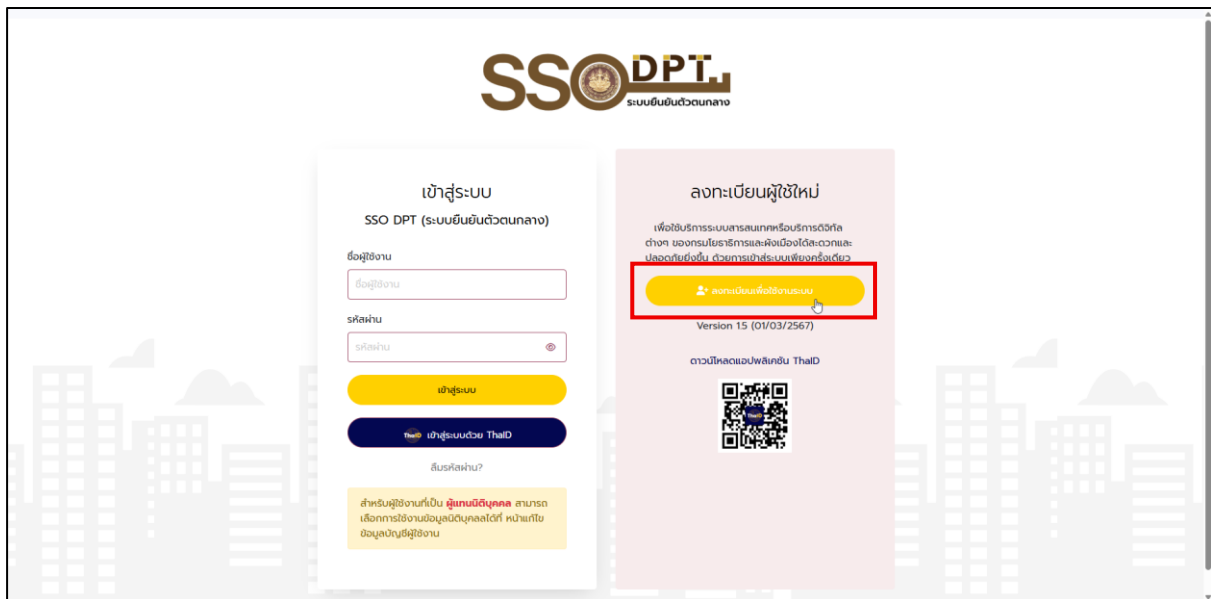 SSO DPT
ระบบยืนยันตัวตนกลาง
เข้าสู่ระบบ
SSO DPT (ระบบยืนยันตัวตนกลาง)
ชื่อผู้ใช้งาน
ชื่อผู้ใช้งาน
รหัสผ่าน
รหัสผ่าน
เข้าสู่ระบบ
ThaID เข้าสู่ระบบด้วย ThaID
ลืมรหัสผ่าน?
สำหรับผู้ใช้งานที่เป็น ผู้แทนนิติบุคคล สามารถ
เลือกการใช้งานข้อมูลนิติบุคคลได้ที่ หน้าแก้ไข
ข้อมูลบัญชีผู้ใช้งาน
ลงทะเบียนผู้ใช้ใหม่
เพื่อใช้บริการระบบสารสนเทศหรือบริการดิจิทัล
ต่างๆ ของกรมโยธาธิการและผังเมืองได้สะดวกและ
ปลอดภัยยิ่งขึ้น ด้วยการเข้าสู่ระบบเพียงครั้งเดียว
ลงทะเบียนเพื่อใช้งานระบบ
Version 1.5 (01/03/2567)
ดาวน์โหลดแอปพลิเคชัน ThaID
ThaID